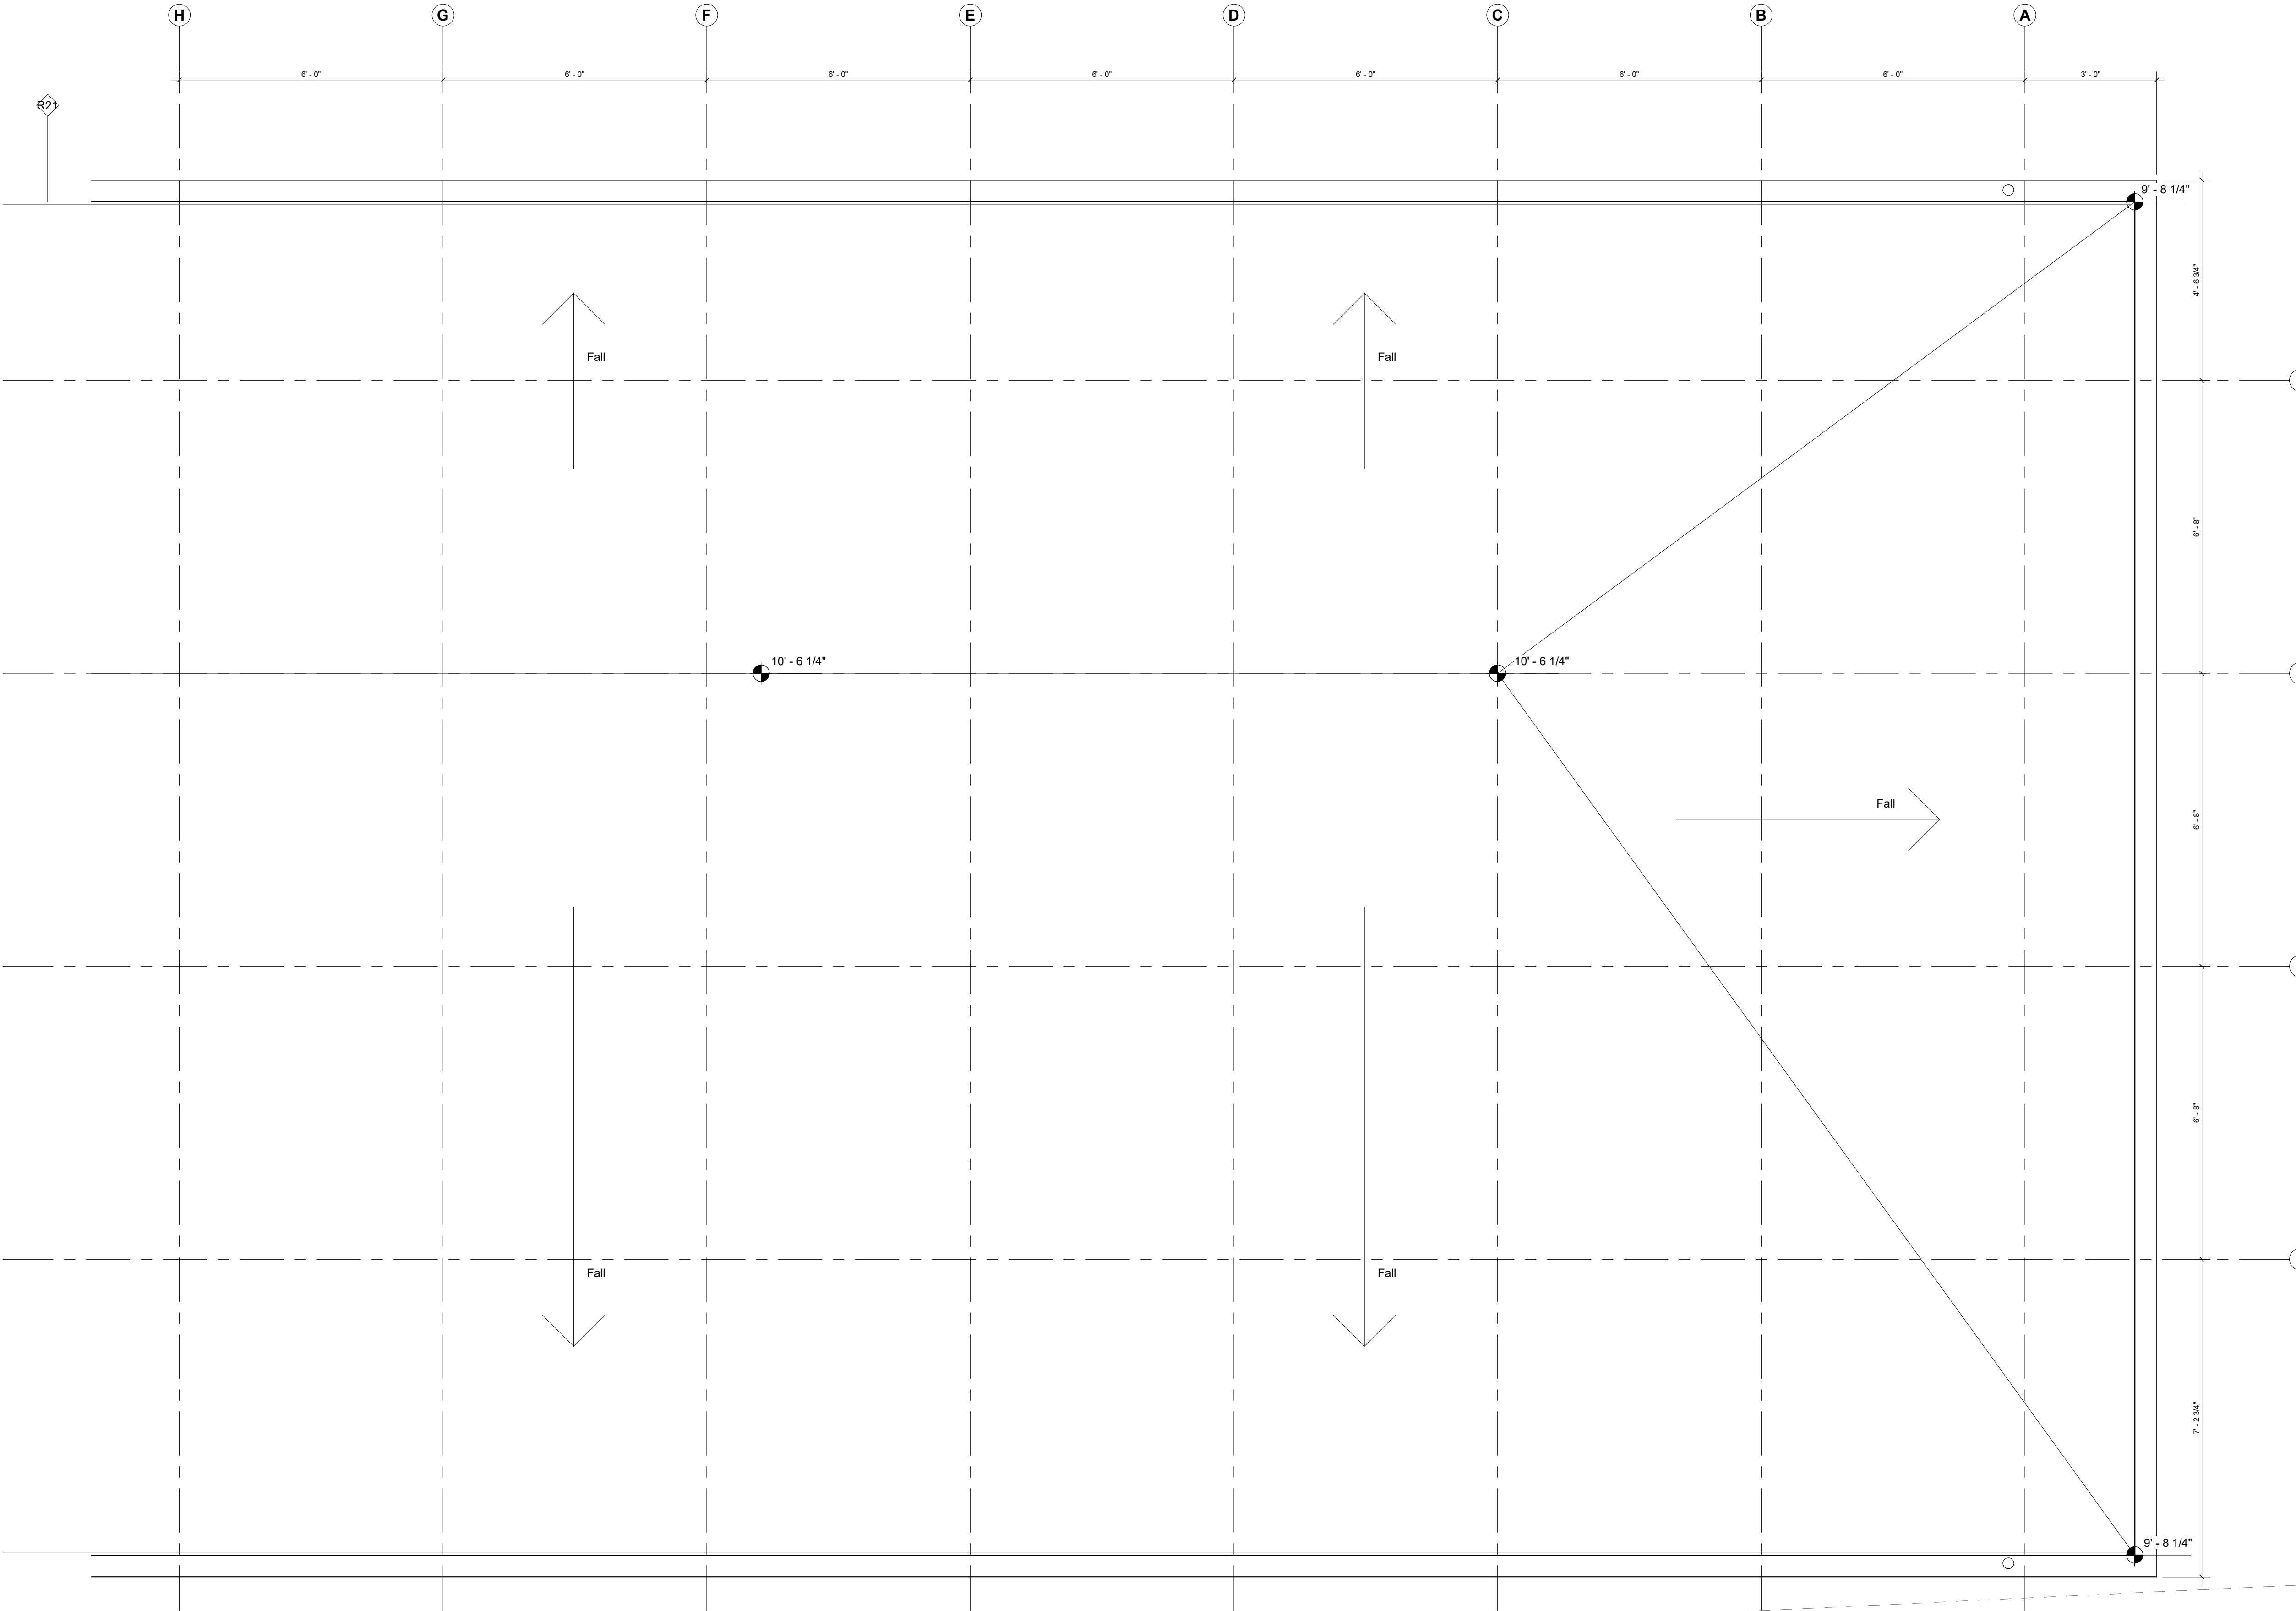 H G F E D C B A
6' - 0" 6' - 0" 6' - 0" 6' - 0" 6' - 0" 6' - 0" 6' - 0" 3' - 0"
R21
9' - 8 1/4"
4' - 6 3/4"
Fall Fall
6' - 8"
10' - 6 1/4" 10' - 6 1/4"
Fall
6' - 8"
6' - 8"
Fall Fall
7' - 2 3/4"
9' - 8 1/4"